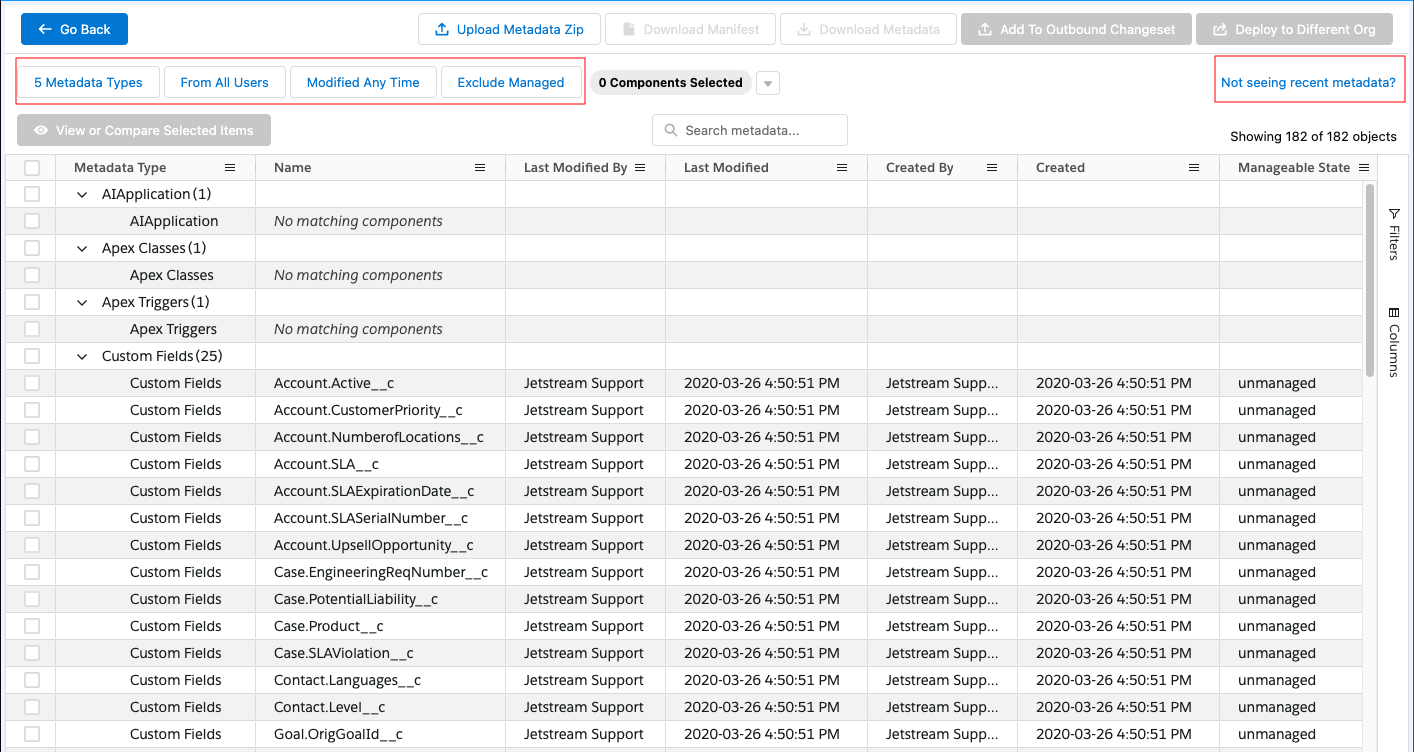 Go Back Upload Metadata Zip Download Manifest Download Metadata Add To Outbound Changeset Deploy to Different Org
5 Metadata Types From All Users Modified Any Time Exclude Managed 0 Components Selected Not seeing recent metadata?
View or Compare Selected Items Search metadata... Showing 182 of 182 objects
Metadata Type Name Last Modified By Last Modified Created By Created Manageable State
AIApplication (1)
AIApplication No matching components
Apex Classes (1)
Apex Classes No matching components
Apex Triggers (1)
Apex Triggers No matching components
Custom Fields (25)
Custom Fields Account.Active__c Jetstream Support 2020-03-26 4:50:51 PM Jetstream Supp... 2020-03-26 4:50:51 PM unmanaged
Custom Fields Account.CustomerPriority__c Jetstream Support 2020-03-26 4:50:51 PM Jetstream Supp... 2020-03-26 4:50:51 PM unmanaged
Custom Fields Account.NumberofLocations__c Jetstream Support 2020-03-26 4:50:51 PM Jetstream Supp... 2020-03-26 4:50:51 PM unmanaged
Custom Fields Account.SLA__c Jetstream Support 2020-03-26 4:50:51 PM Jetstream Supp... 2020-03-26 4:50:51 PM unmanaged
Custom Fields Account.SLAExpirationDate__c Jetstream Support 2020-03-26 4:50:51 PM Jetstream Supp... 2020-03-26 4:50:51 PM unmanaged
Custom Fields Account.SLASerialNumber__c Jetstream Support 2020-03-26 4:50:51 PM Jetstream Supp... 2020-03-26 4:50:51 PM unmanaged
Custom Fields Account.UpsellOpportunity__c Jetstream Support 2020-03-26 4:50:51 PM Jetstream Supp... 2020-03-26 4:50:51 PM unmanaged
Custom Fields Case.EngineeringReqNumber__c Jetstream Support 2020-03-26 4:50:51 PM Jetstream Supp... 2020-03-26 4:50:51 PM unmanaged
Custom Fields Case.PotentialLiability__c Jetstream Support 2020-03-26 4:50:51 PM Jetstream Supp... 2020-03-26 4:50:51 PM unmanaged
Custom Fields Case.Product__c Jetstream Support 2020-03-26 4:50:51 PM Jetstream Supp... 2020-03-26 4:50:51 PM unmanaged
Custom Fields Case.SLAViolation__c Jetstream Support 2020-03-26 4:50:51 PM Jetstream Supp... 2020-03-26 4:50:51 PM unmanaged
Custom Fields Contact.Languages__c Jetstream Support 2020-03-26 4:50:51 PM Jetstream Supp... 2020-03-26 4:50:51 PM unmanaged
Custom Fields Contact.Level__c Jetstream Support 2020-03-26 4:50:51 PM Jetstream Supp... 2020-03-26 4:50:51 PM unmanaged
Custom Fields Goal.OrigGoalId__c Jetstream Support 2020-03-26 4:50:51 PM Jetstream Supp... 2020-03-26 4:50:51 PM unmanaged
Filters
Columns